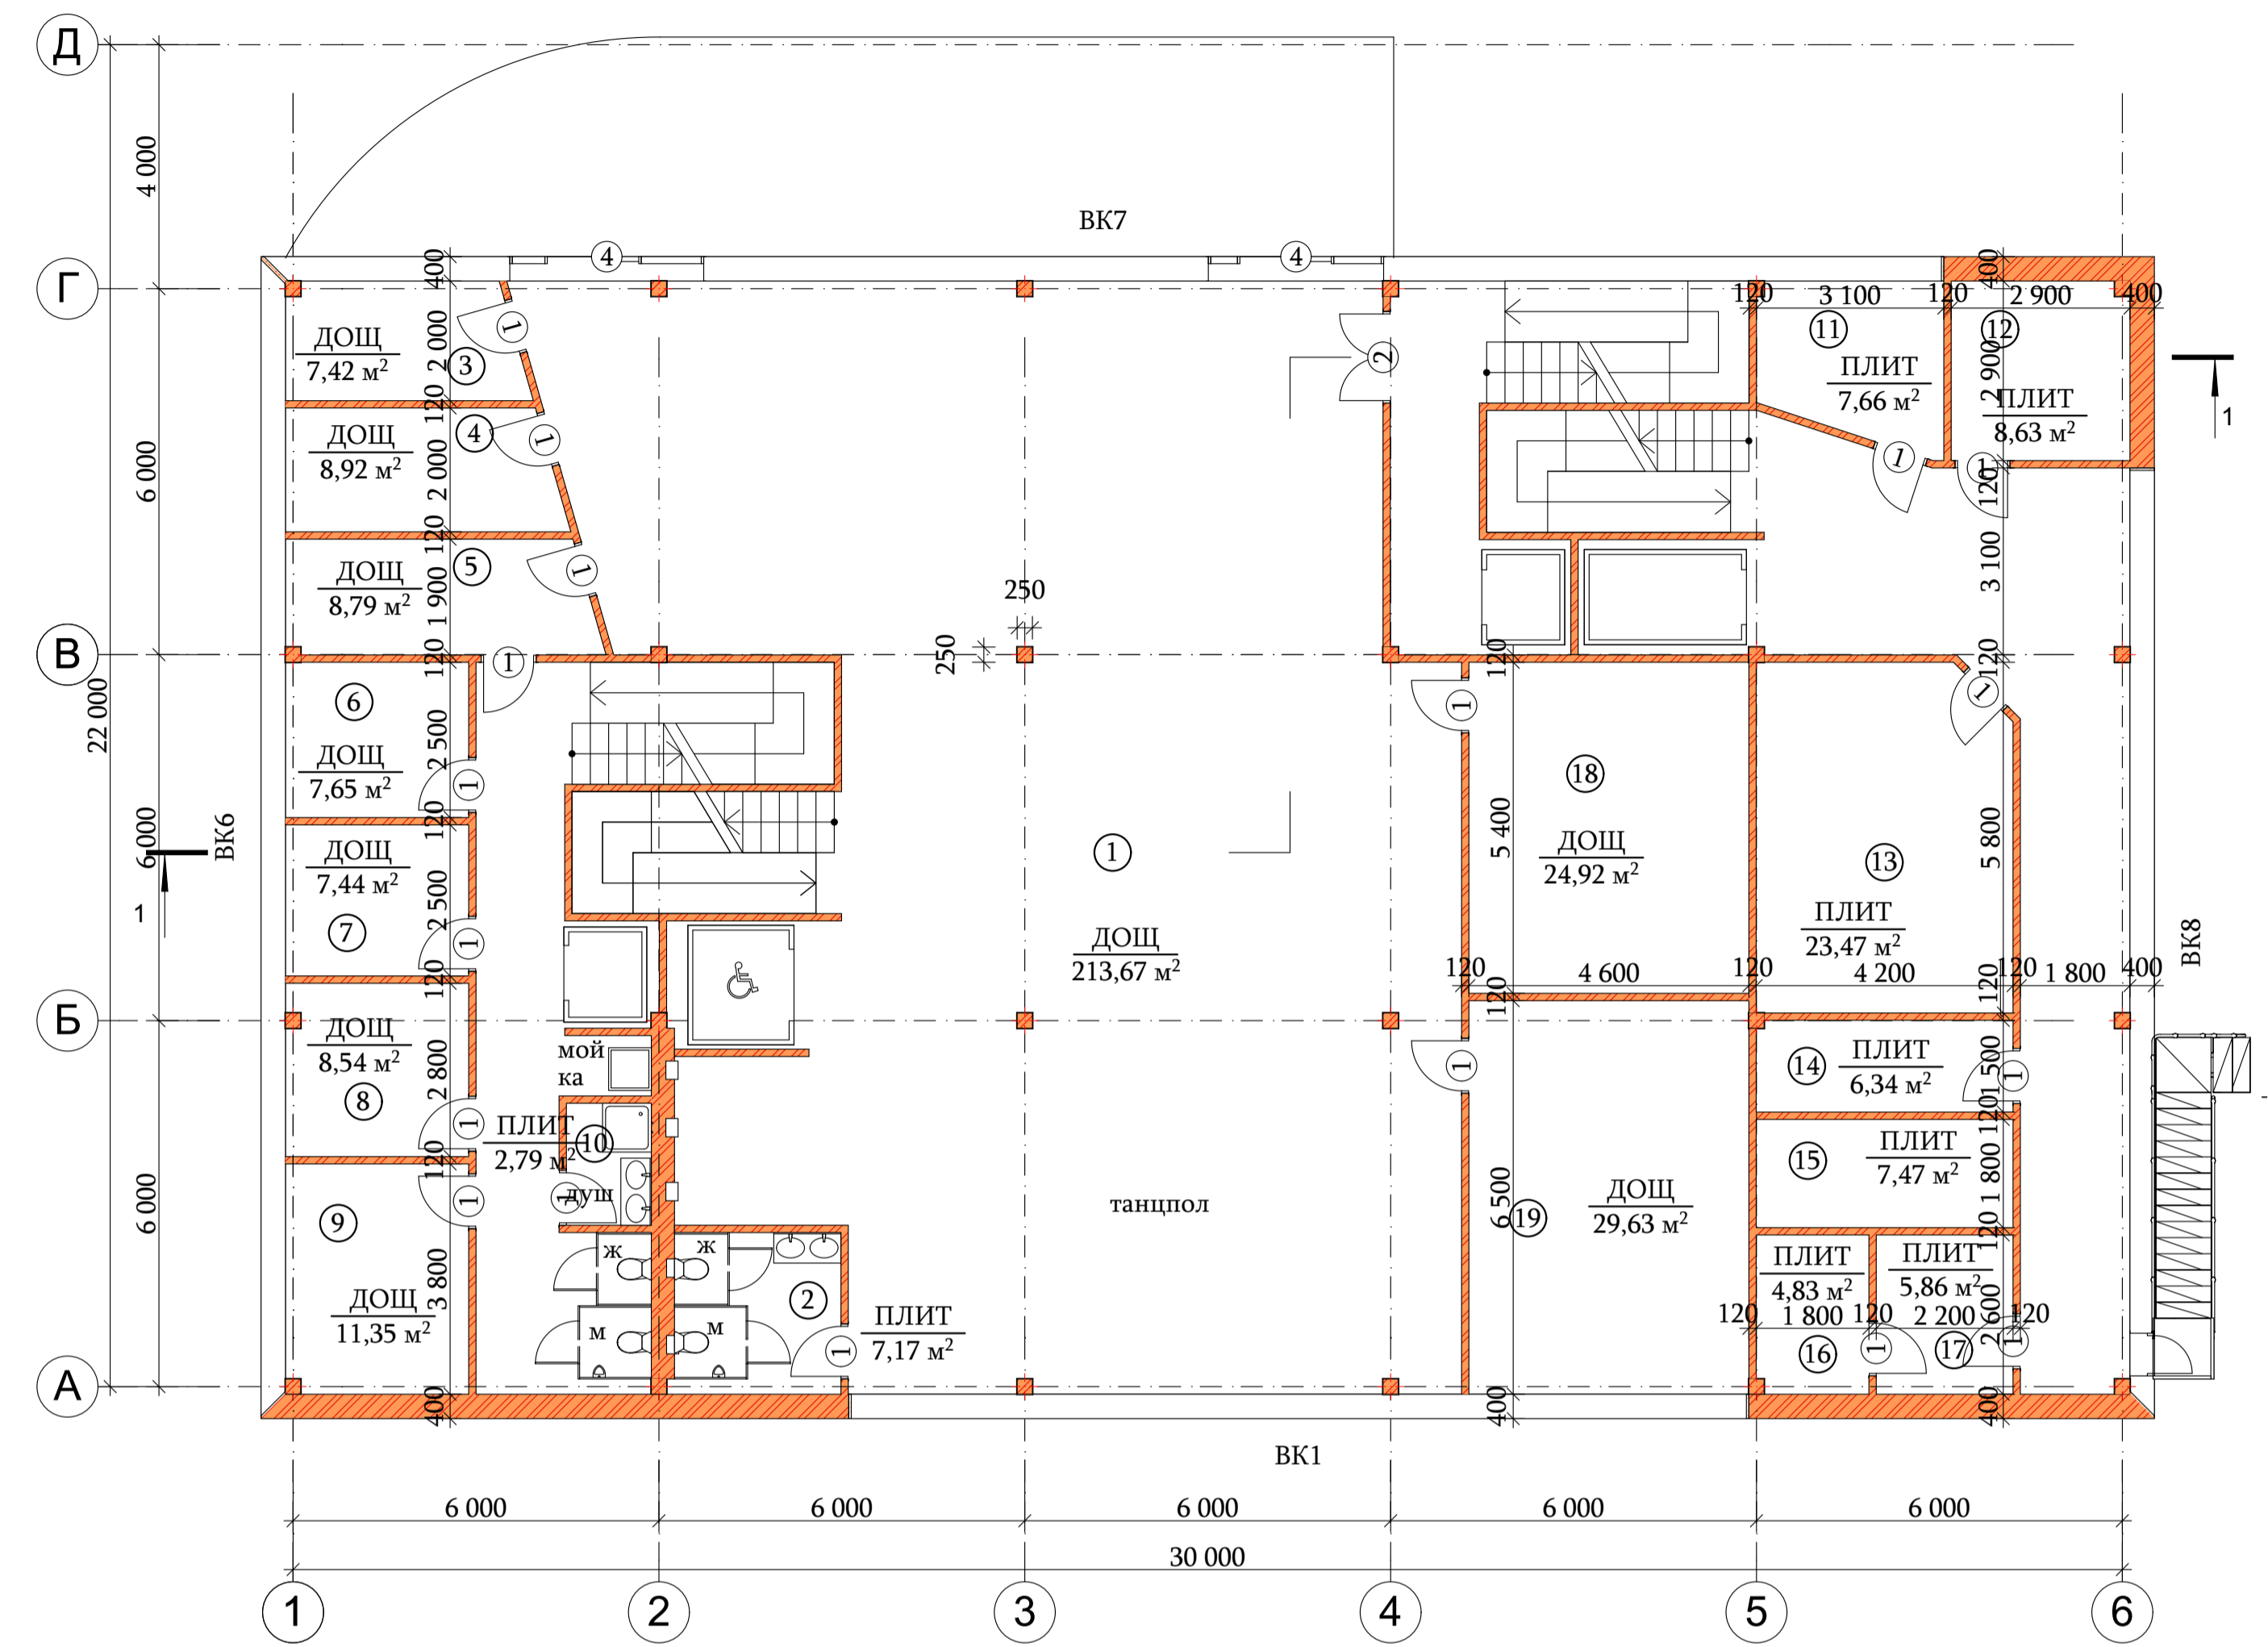 Д
4 000
ВК7
4
4
400
400
Г
120
3 100
120
2 900
400
ДОЩ
7,42 м²
3
2 000
1
2
11
12
ПЛИТ
7,66 м²
2 900
ПЛИТ
8,63 м²
1
120
4
ДОЩ
8,92 м²
2 000
1
1
1
120
6 000
120
5
ДОЩ
8,79 м²
1 900
1
250
250
3 100
В
120
1
120
120
22 000
6
ДОЩ
7,65 м²
2 500
1
1
1
18
120
6 000
ВК6
ДОЩ
7,44 м²
7
2 500
1
1
1
ДОЩ
213,67 м²
5 400
ДОЩ
24,92 м²
13
ПЛИТ
23,47 м²
5 800
ВК8
120
120
4 600
120
4 200
120
1 800
400
120
120
Б
ДОЩ
8,54 м²
8
2 800
1
мой
ка
1
14
ПЛИТ
6,34 м²
1 500
1
120
120
ПЛИТ
2,79 м²
10
15
ПЛИТ
7,47 м²
1 800
6 000
9
1
1
душ
танцпол
6 500
19
ДОЩ
29,63 м²
120
ж
ж
ПЛИТ
4,83 м²
ПЛИТ
5,86 м²
3 800
ДОЩ
11,35 м²
2
м
м
ПЛИТ
7,17 м²
1
120
1 800
120
2 200
120
2 600
16
1
17
1
А
400
400
400
ВК1
6 000
6 000
6 000
6 000
6 000
30 000
1
2
3
4
5
6